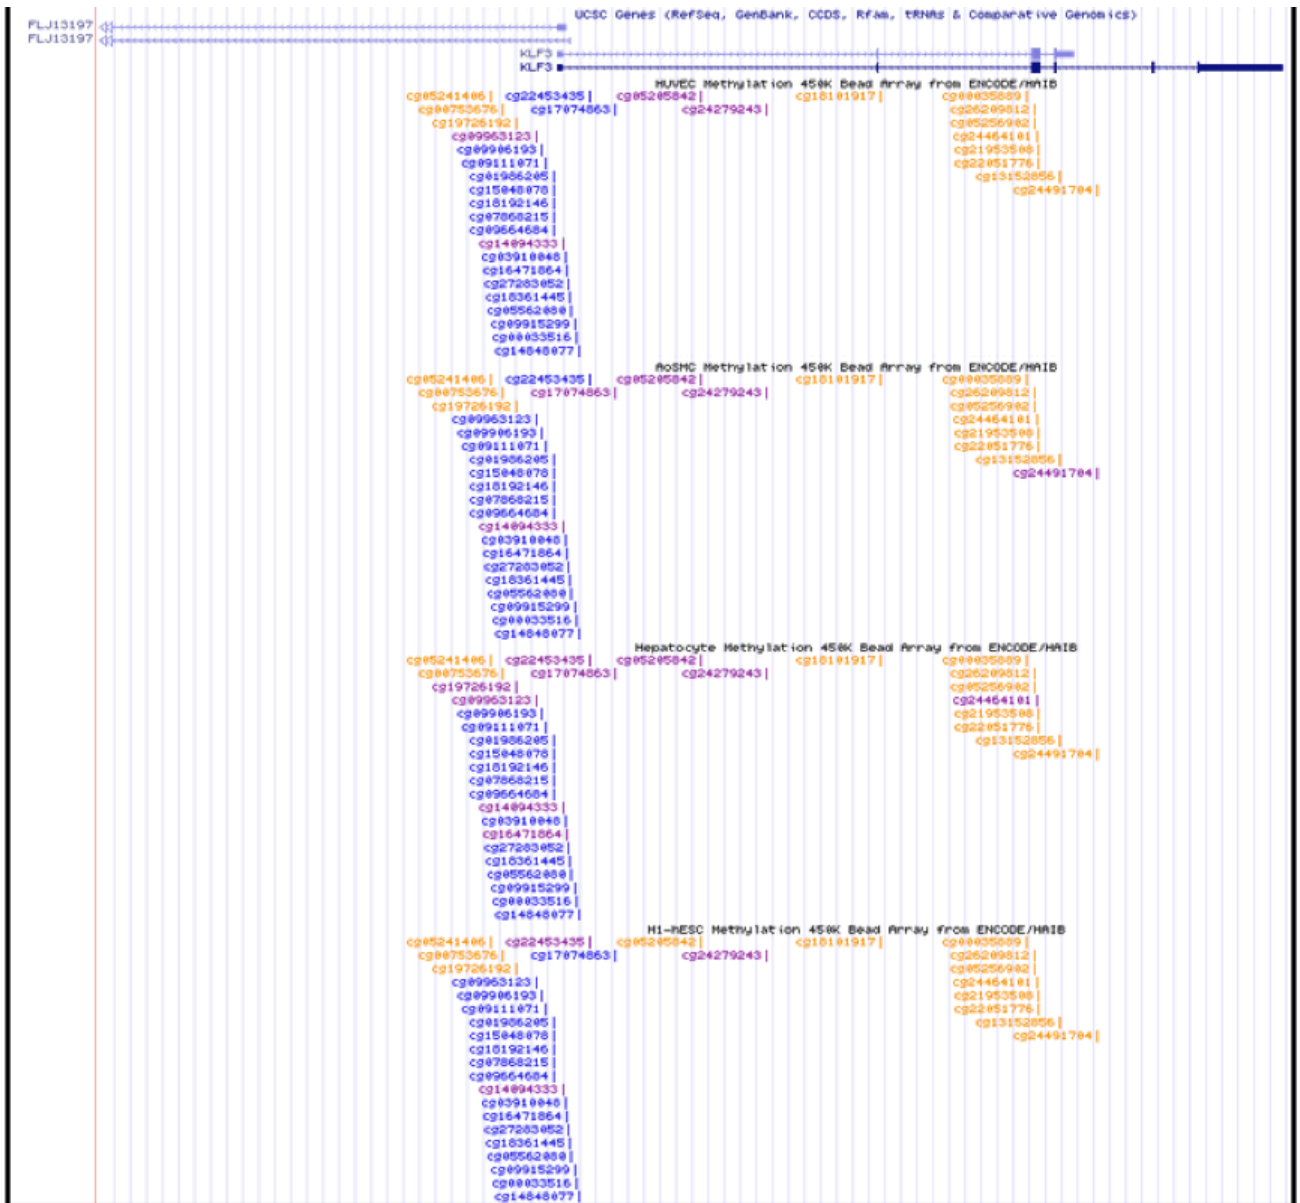 UCSC Genes (RefSeq, GenBank, CCDS, Rfam, tRNAs & Comparative Genomics)
FLJ13197
FLJ13197
KLF3
KLF3
HUVEC Methylation 450K Bead Array from ENCODE/HAIB
cg05241406 cg22453435 cg05205842 cg18101917 cg00035889
cg00753676 cg17074863 cg24279243 cg26209812
cg19726192 cg05256902
cg09963123 cg24464101
cg09906193 cg21953508
cg09111071 cg22051776
cg01986205 cg13152856
cg15048078 cg24491704
cg18192146
cg07868215
cg09664684
cg14094333
cg03910048
cg16471864
cg27283052
cg18361445
cg05562080
cg09915299
cg00033516
cg14848077
AoSMC Methylation 450K Bead Array from ENCODE/HAIB
cg05241406 cg22453435 cg05205842 cg18101917 cg00035889
cg00753676 cg17074863 cg24279243 cg26209812
cg19726192 cg05256902
cg09963123 cg24464101
cg09906193 cg21953508
cg09111071 cg22051776
cg01986205 cg13152856
cg15048078 cg24491704
cg18192146
cg07868215
cg09664684
cg14094333
cg03910048
cg16471864
cg27283052
cg18361445
cg05562080
cg09915299
cg00033516
cg14848077
Hepatocyte Methylation 450K Bead Array from ENCODE/HAIB
cg05241406 cg22453435 cg05205842 cg18101917 cg00035889
cg00753676 cg17074863 cg24279243 cg26209812
cg19726192 cg05256902
cg09963123 cg24464101
cg09906193 cg21953508
cg09111071 cg22051776
cg01986205 cg13152856
cg15048078 cg24491704
cg18192146
cg07868215
cg09664684
cg14094333
cg03910048
cg16471864
cg27283052
cg18361445
cg05562080
cg09915299
cg00033516
cg14848077
H1-hESC Methylation 450K Bead Array from ENCODE/HAIB
cg05241406 cg22453435 cg05205842 cg18101917 cg00035889
cg00753676 cg17074863 cg24279243 cg26209812
cg19726192 cg05256902
cg09963123 cg24464101
cg09906193 cg21953508
cg09111071 cg22051776
cg01986205 cg13152856
cg15048078 cg24491704
cg18192146
cg07868215
cg09664684
cg14094333
cg03910048
cg16471864
cg27283052
cg18361445
cg05562080
cg09915299
cg00033516
cg14848077